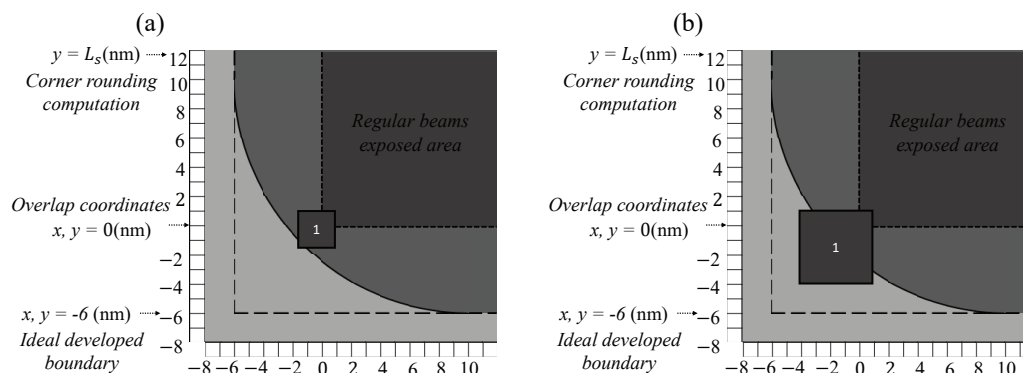 (a)
y = Lₛ(nm)
Corner rounding
computation
Overlap coordinates
x, y = 0(nm)
x, y = -6 (nm)
Ideal developed
boundary
12
10
8
6
4
2
0
−2
−4
−6
−8
Regular beams
exposed area
1
−8 −6 −4 −2 0 2 4 6 8 10
(b)
y = Lₛ(nm)
Corner rounding
computation
Overlap coordinates
x, y = 0(nm)
x, y = -6 (nm)
Ideal developed
boundary
12
10
8
6
4
2
0
−2
−4
−6
−8
Regular beams
exposed area
1
−8 −6 −4 −2 0 2 4 6 8 10